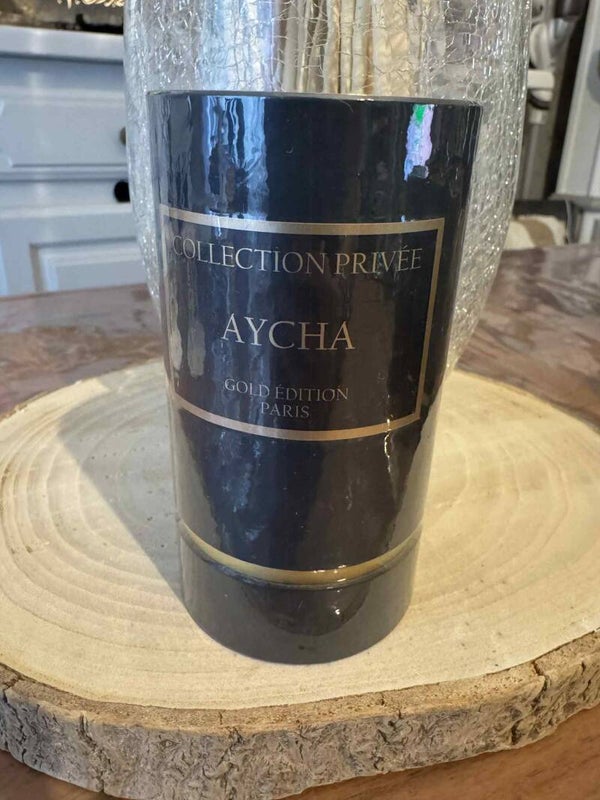 COLLECTION PRIVÉE
AYCHA
GOLD ÉDITION
PARIS